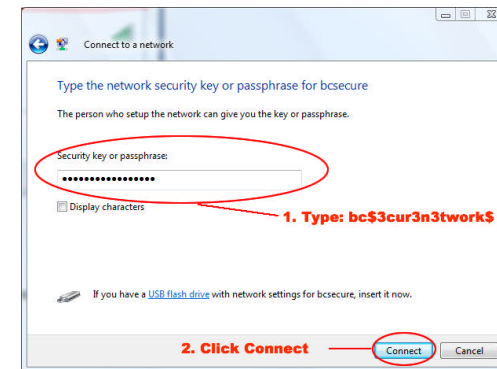 Connect to a network
Type the network security key or passphrase for bcsecure
The person who setup the network can give you the key or passphrase.
Security key or passphrase:
•••••••••••••••••
Display characters
1. Type: bc$3cur3n3twork$
If you have a USB flash drive with network settings for bcsecure, insert it now.
2. Click Connect
Connect Cancel